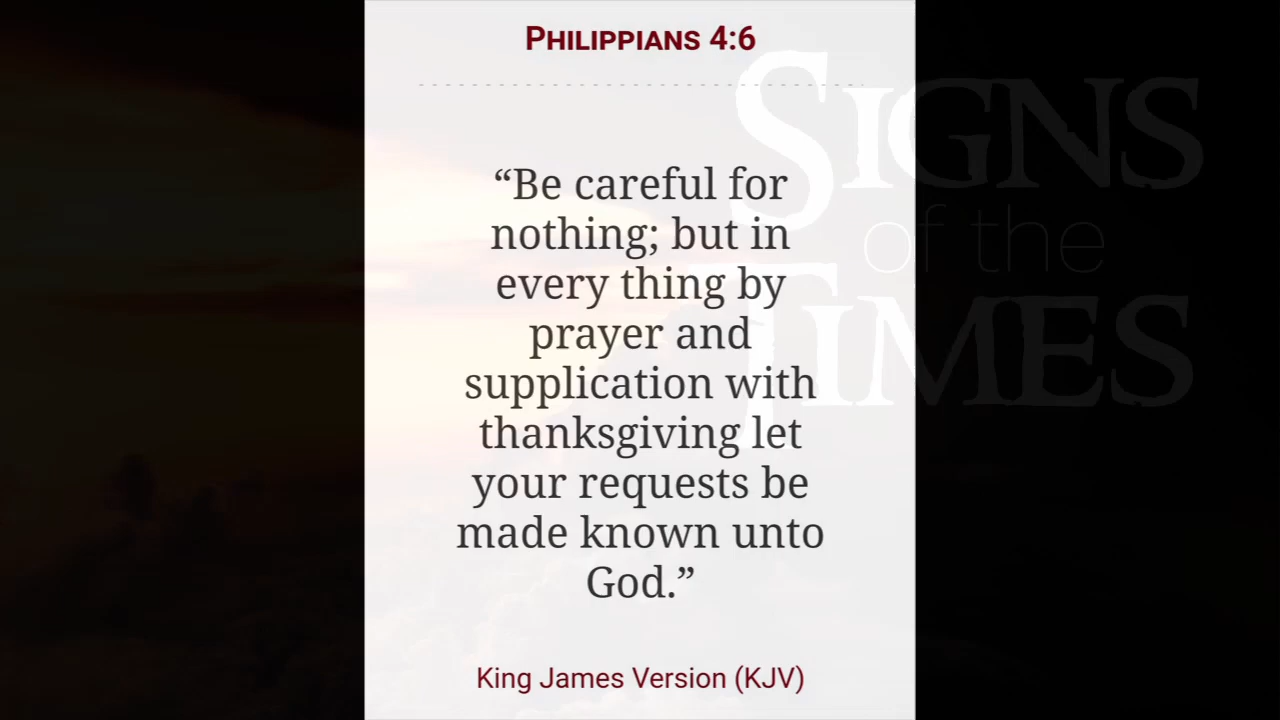 Philippians 4:6
Signs
of the
Times
“Be careful for
nothing; but in
every thing by
prayer and
supplication with
thanksgiving let
your requests be
made known unto
God.”
King James Version (KJV)